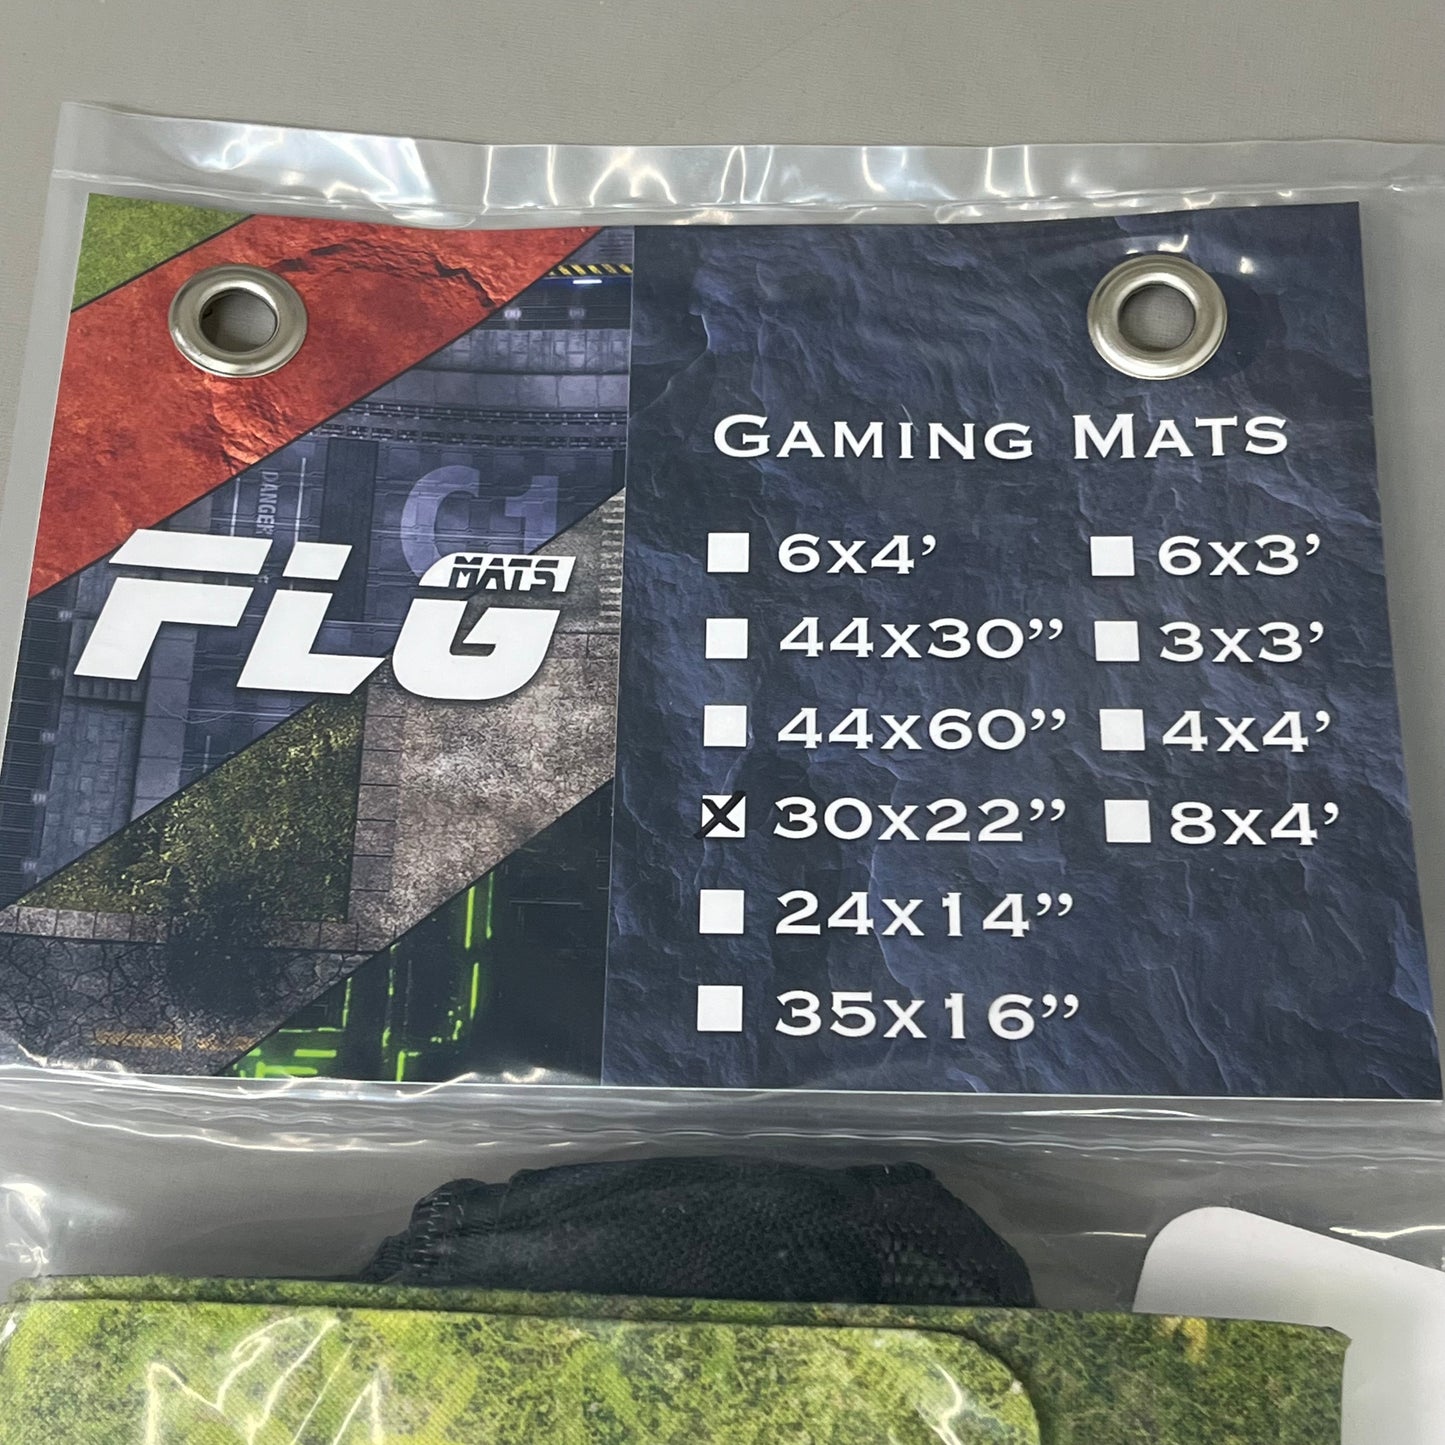 DANGER
C1
FLG MATS
GAMING MATS
6x4’
6x3’
44x30”
3x3’
44x60”
4x4’
30x22”
8x4’
24x14”
35x16”